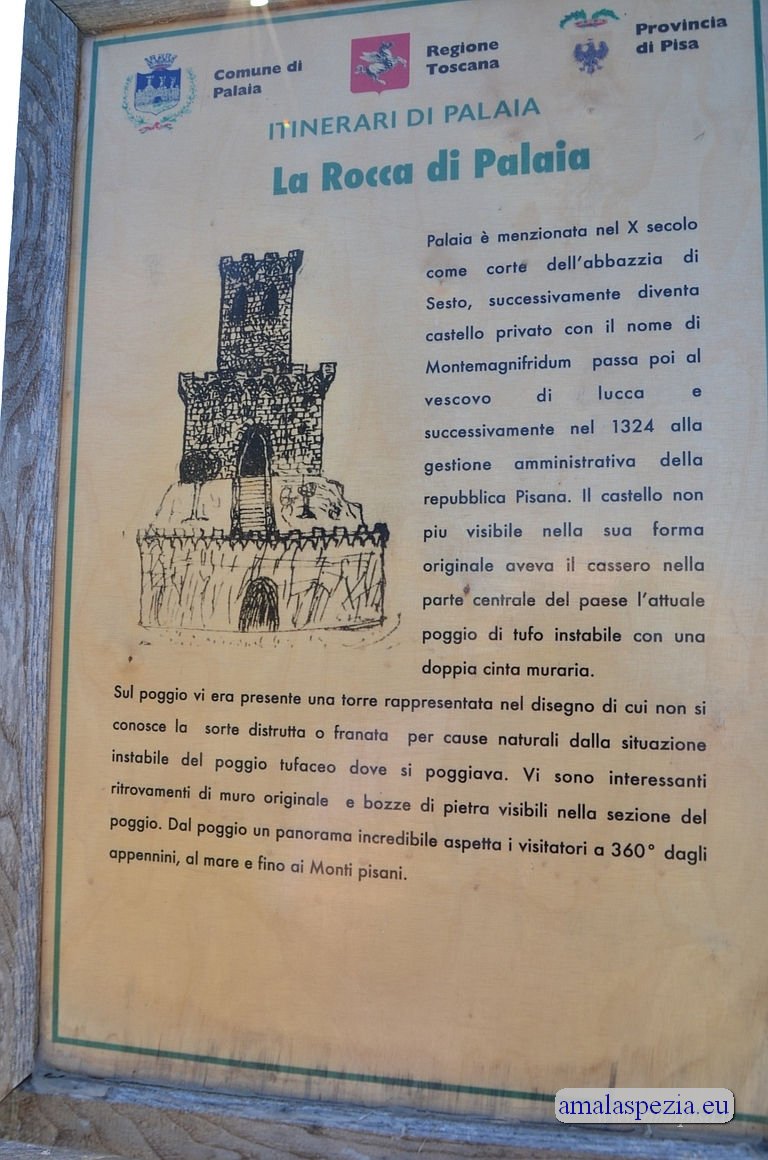 Comune di
Palaia
Regione
Toscana
Provincia
di Pisa
ITINERARI DI PALAIA
La Rocca di Palaia
Palaia è menzionata nel X secolo
come corte dell'abbazzia di
Sesto, successivamente diventa
castello privato con il nome di
Montemagnifridum passa poi al
vescovo di lucca e
successivamente nel 1324 alla
gestione amministrativa della
repubblica Pisana. Il castello non
piu visibile nella sua forma
originale aveva il cassero nella
parte centrale del paese l'attuale
poggio di tufo instabile con una
doppia cinta muraria.
Sul poggio vi era presente una torre rappresentata nel disegno di cui non si
conosce la sorte distrutta o franata per cause naturali dalla situazione
instabile del poggio tufaceo dove si poggiava. Vi sono interessanti
ritrovamenti di muro originale e bozze di pietra visibili nella sezione del
poggio. Dal poggio un panorama incredibile aspetta i visitatori a 360° dagli
appennini, al mare e fino ai Monti pisani.
amalaspezia.eu